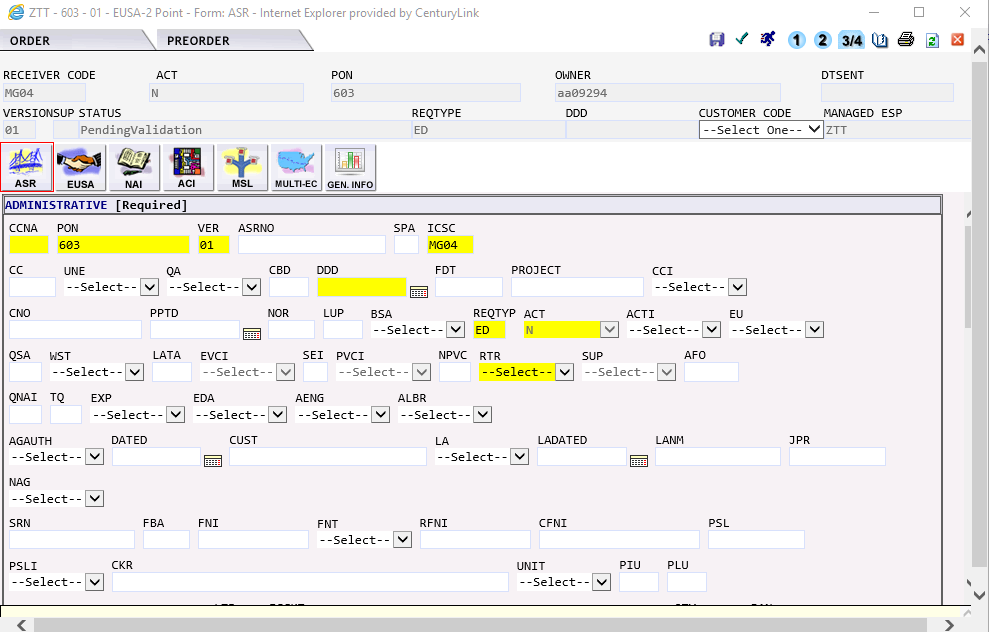 ZTT - 603 - 01 - EUSA-2 Point - Form: ASR - Internet Explorer provided by CenturyLink
ORDER PREORDER 1 2 3/4
RECEIVER CODE ACT PON OWNER DTSENT
MG04 N 603 aa09294
VERSION SUP STATUS REQTYPE DDD CUSTOMER CODE MANAGED ESP
01 PendingValidation ED --Select One-- ZTT
ASR EUSA NAI ACI MSL MULTI-EC GEN. INFO
ADMINISTRATIVE [Required]
CCNA PON VER ASRNO SPA ICSC
603 01 MG04
CC UNE QA CBD DDD FDT PROJECT CCI
--Select-- --Select-- --Select--
CNO PPTD NOR LUP BSA REQTYP ACT ACTI EU
--Select-- ED N --Select-- --Select--
QSA WST LATA EVCI SEI PVCI NPVC RTR SUP AFO
--Select-- --Select-- --Select-- --Select-- --Select--
QNAI TQ EXP EDA AENG ALBR
--Select-- --Select-- --Select-- --Select--
AGAUTH DATED CUST LA LADATED LANM JPR
--Select-- --Select--
NAG
--Select--
SRN FBA FNI FNT RFNI CFNI PSL
--Select--
PSLI CKR UNIT PIU PLU
--Select-- --Select--